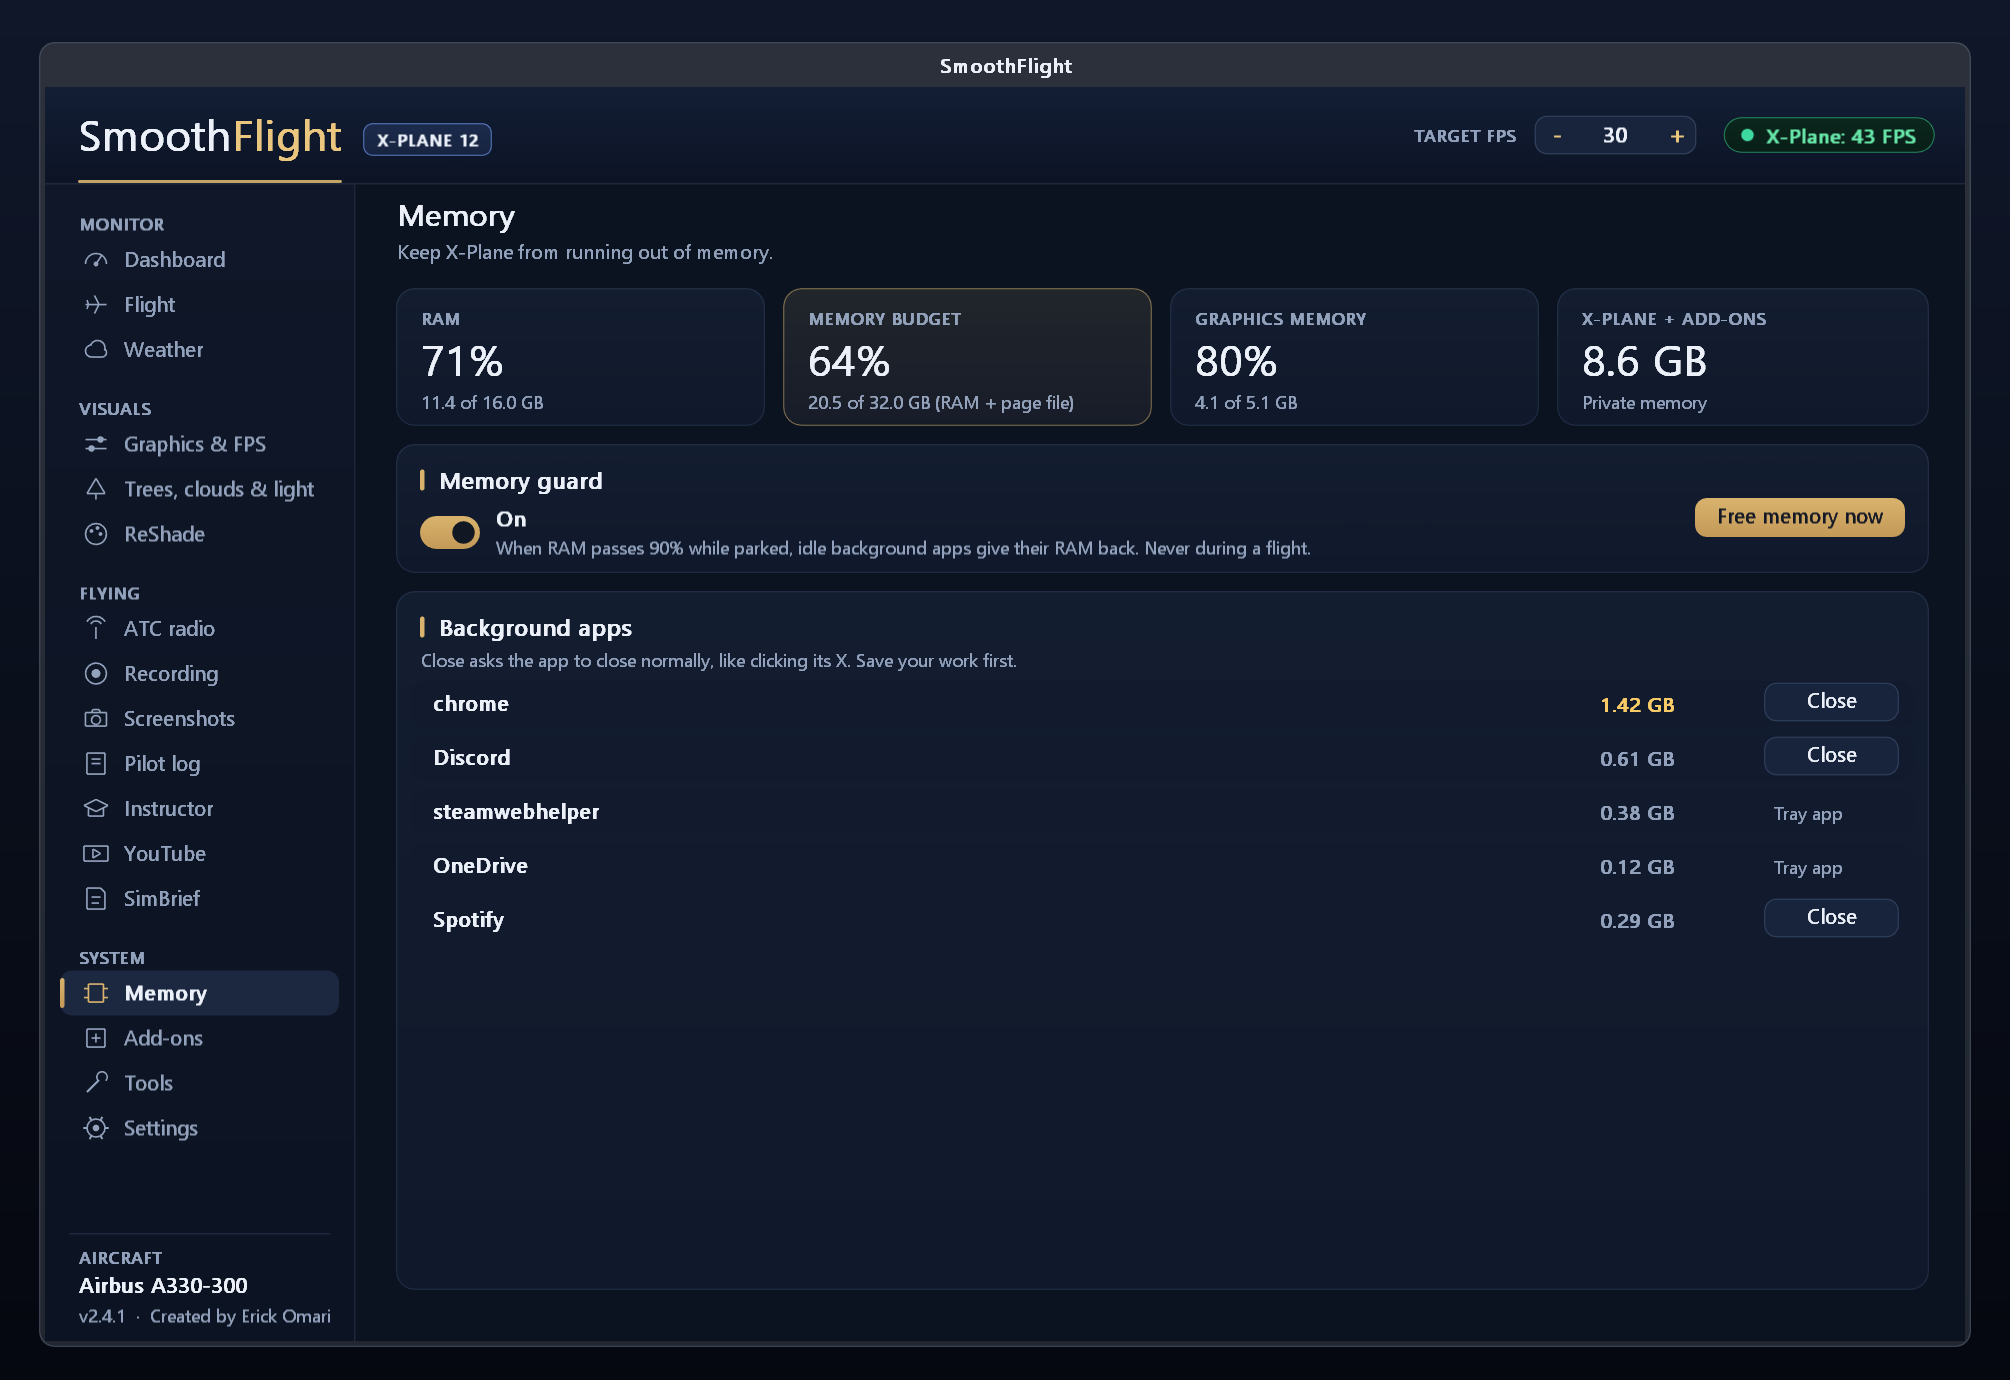 SmoothFlight
SmoothFlight
X-PLANE 12
TARGET FPS
- 30 +
X-Plane: 43 FPS
MONITOR
Dashboard
Flight
Weather
VISUALS
Graphics & FPS
Trees, clouds & light
ReShade
FLYING
ATC radio
Recording
Screenshots
Pilot log
Instructor
YouTube
SimBrief
SYSTEM
Memory
Add-ons
Tools
Settings
AIRCRAFT
Airbus A330-300
v2.4.1 · Created by Erick Omari
Memory
Keep X-Plane from running out of memory.
RAM
71%
11.4 of 16.0 GB
MEMORY BUDGET
64%
20.5 of 32.0 GB (RAM + page file)
GRAPHICS MEMORY
80%
4.1 of 5.1 GB
X-PLANE + ADD-ONS
8.6 GB
Private memory
Memory guard
On
When RAM passes 90% while parked, idle background apps give their RAM back. Never during a flight.
Free memory now
Background apps
Close asks the app to close normally, like clicking its X. Save your work first.
chrome 1.42 GB Close
Discord 0.61 GB Close
steamwebhelper 0.38 GB Tray app
OneDrive 0.12 GB Tray app
Spotify 0.29 GB Close